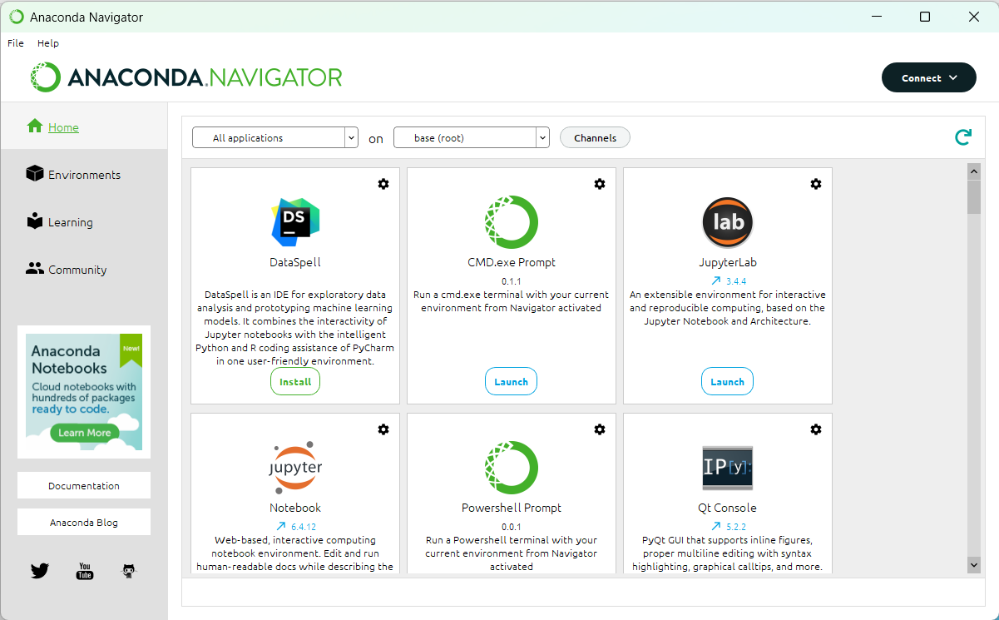 Anaconda Navigator
File Help
ANACONDA.NAVIGATOR
Connect
Home
Environments
Learning
Community
Anaconda
Notebooks
New!
Cloud notebooks with
hundreds of packages
ready to code.
Learn More
Documentation
Anaconda Blog
You
Tube
All applications on base (root) Channels
DS
DataSpell
DataSpell is an IDE for exploratory data
analysis and prototyping machine learning
models. It combines the interactivity of
Jupyter notebooks with the intelligent
Python and R coding assistance of PyCharm
in one user-friendly environment.
Install
CMD.exe Prompt
0.1.1
Run a cmd.exe terminal with your current
environment from Navigator activated
Launch
lab
JupyterLab
3.4.4
An extensible environment for interactive
and reproducible computing, based on the
Jupyter Notebook and Architecture.
Launch
jupyter
Notebook
6.4.12
Web-based, interactive computing
notebook environment. Edit and run
human-readable docs while describing the
Powershell Prompt
0.0.1
Run a Powershell terminal with your
current environment from Navigator
activated
IP[y]:
Qt Console
5.2.2
PyQt GUI that supports inline figures,
proper multiline editing with syntax
highlighting, graphical calltips, and more.